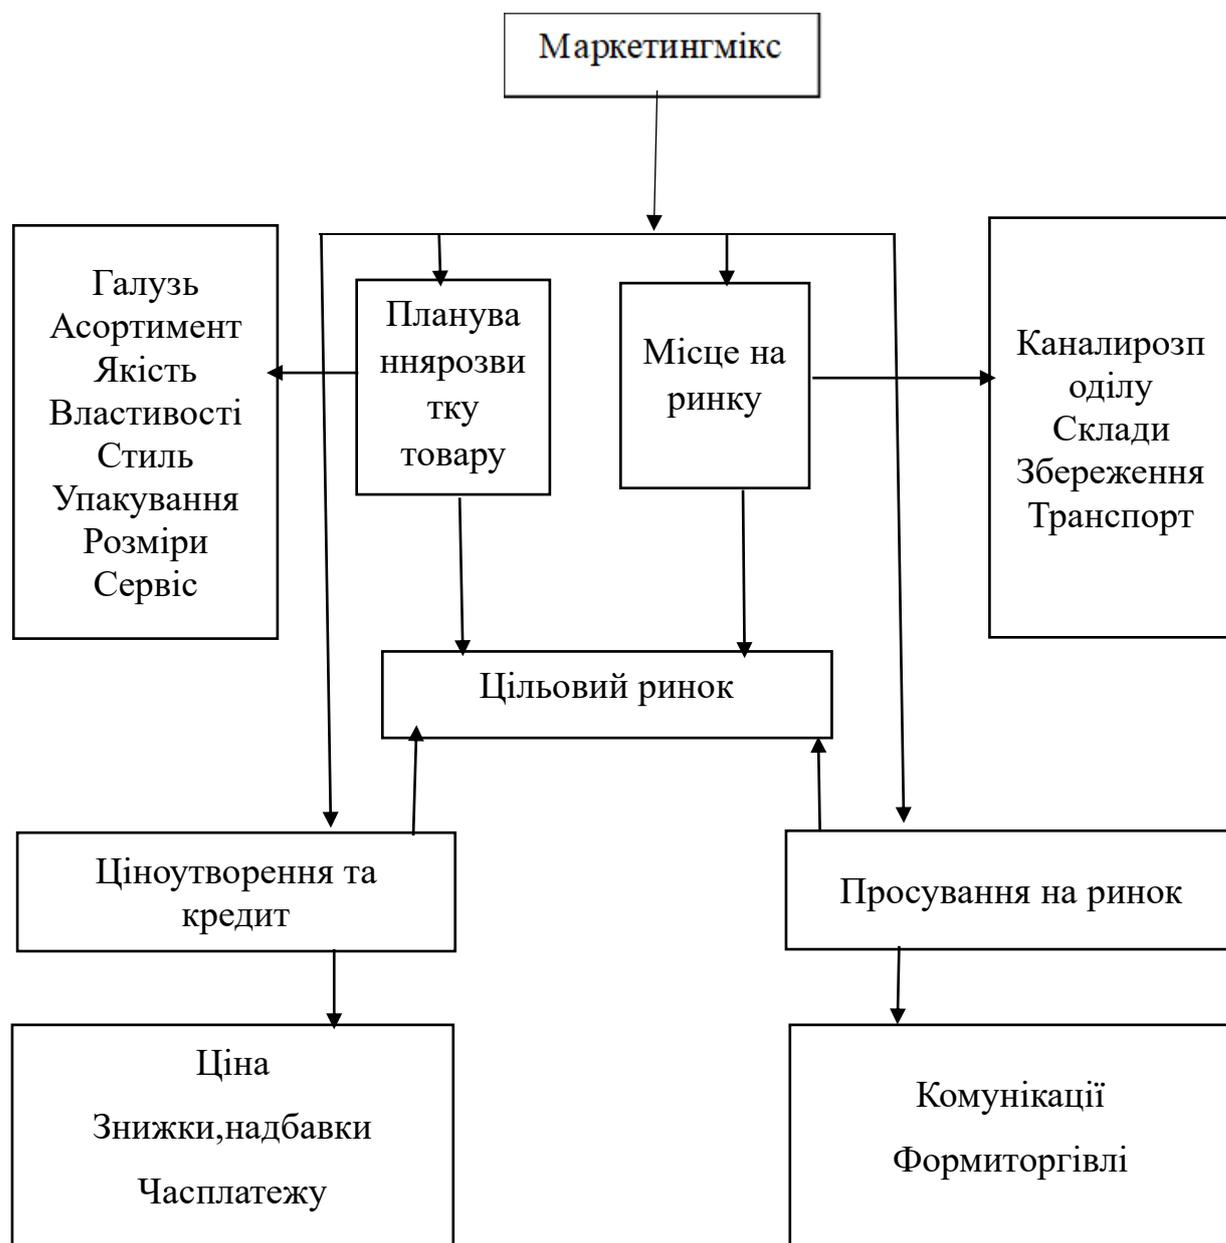 Маркетингмікс
Галузь
Асортимент
Якість
Властивості
Стиль
Упакування
Розміри
Сервіс
Планува
ннярозви
тку
товару
Місце на
ринку
Каналирозп
оділу
Склади
Збереження
Транспорт
Цільовий ринок
Ціноутворення та
кредит
Просування на ринок
Ціна
Знижки,надбавки
Часплатежу
Комунікації
Формиторгівлі